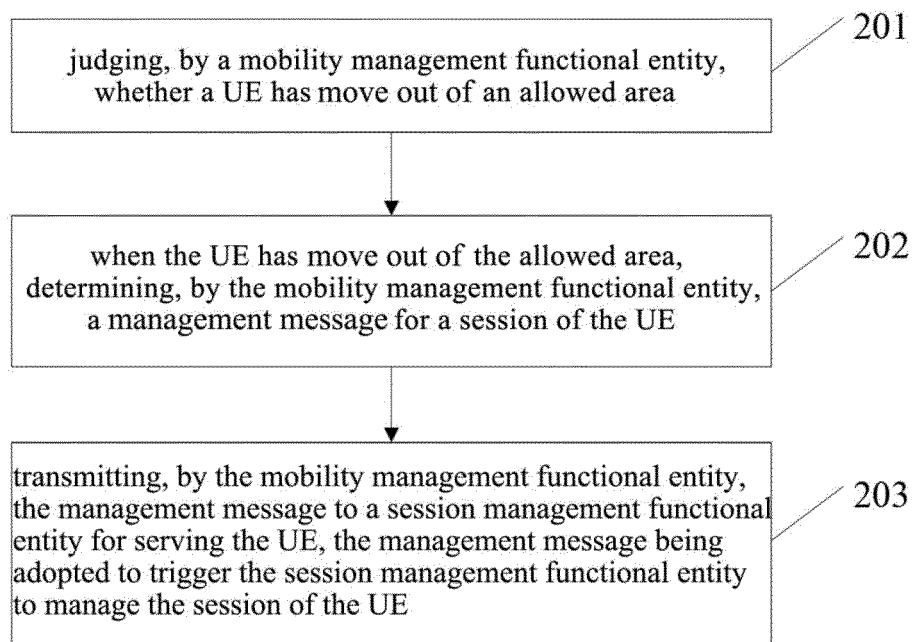 judging, by a mobility management functional entity,
whether a UE has move out of an allowed area
201
when the UE has move out of the allowed area,
determining, by the mobility management functional entity,
a management message for a session of the UE
202
transmitting, by the mobility management functional entity,
the management message to a session management functional
entity for serving the UE, the management message being
adopted to trigger the session management functional entity
to manage the session of the UE
203